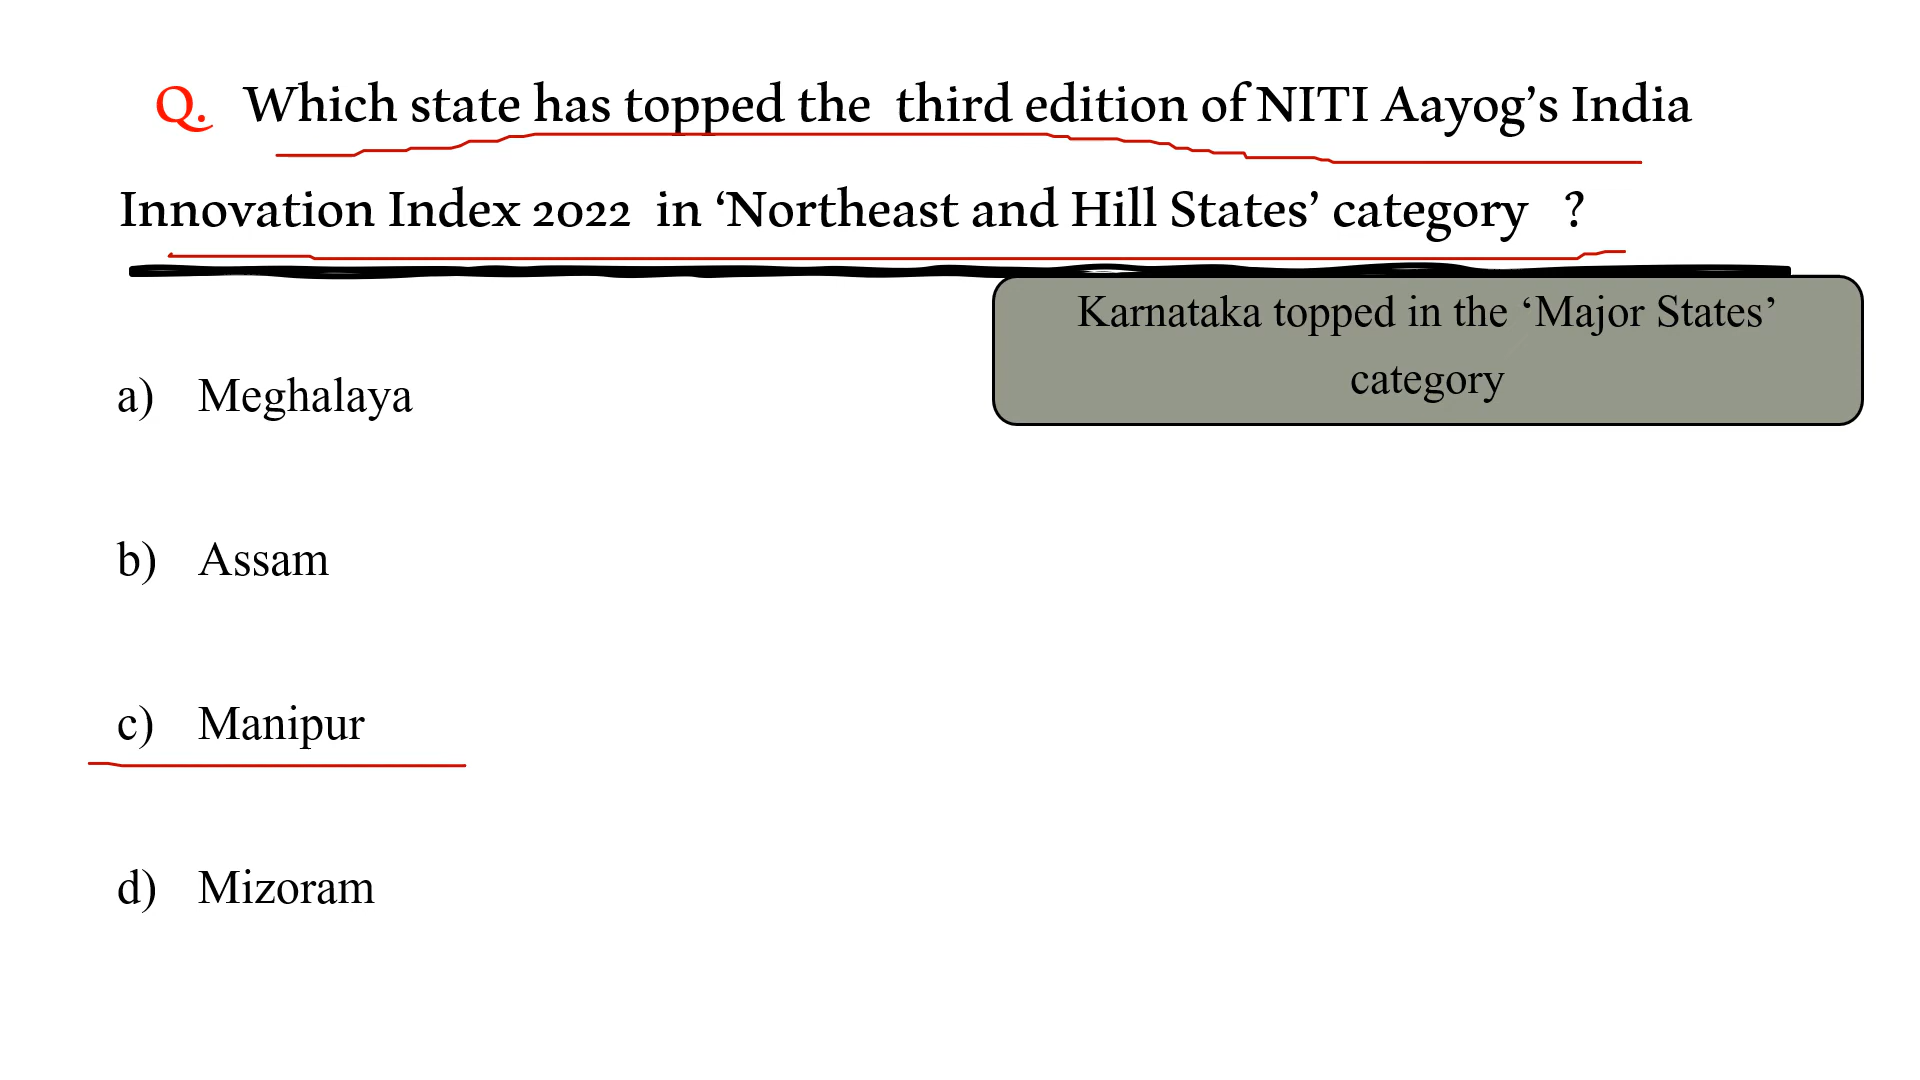 Q. Which state has topped the third edition of NITI Aayog’s India
Innovation Index 2022 in ‘Northeast and Hill States’ category ?
Karnataka topped in the ‘Major States’
category
a) Meghalaya
b) Assam
c) Manipur
d) Mizoram